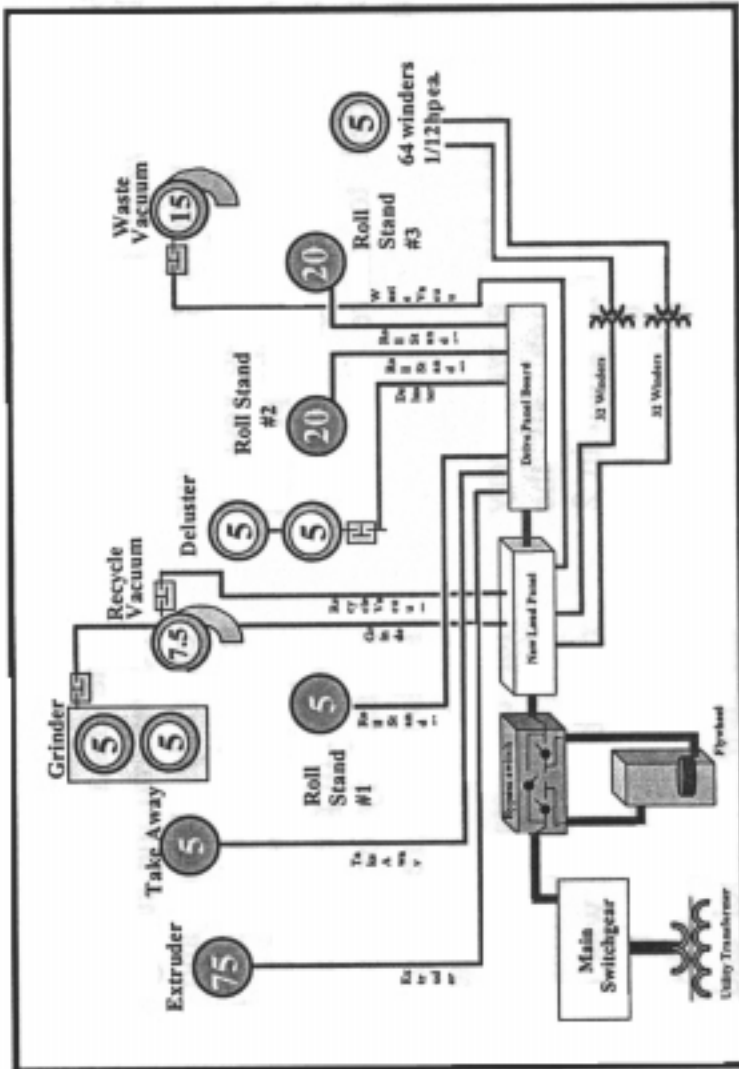 Extruder
75
Take Away
5
Grinder
5
5
Recycle
Vacuum
7.5
Roll
Stand
#1
5
Deluster
5
5
Roll Stand
#2
20
Roll
Stand
#3
20
Waste
Vacuum
15
5
64 winders
1/12hp ea.
Main
Switchgear
Utility Transformer
Bypass switch
Flywheel
New Load Panel
Drive Panel Board
32 Winders
32 Winders